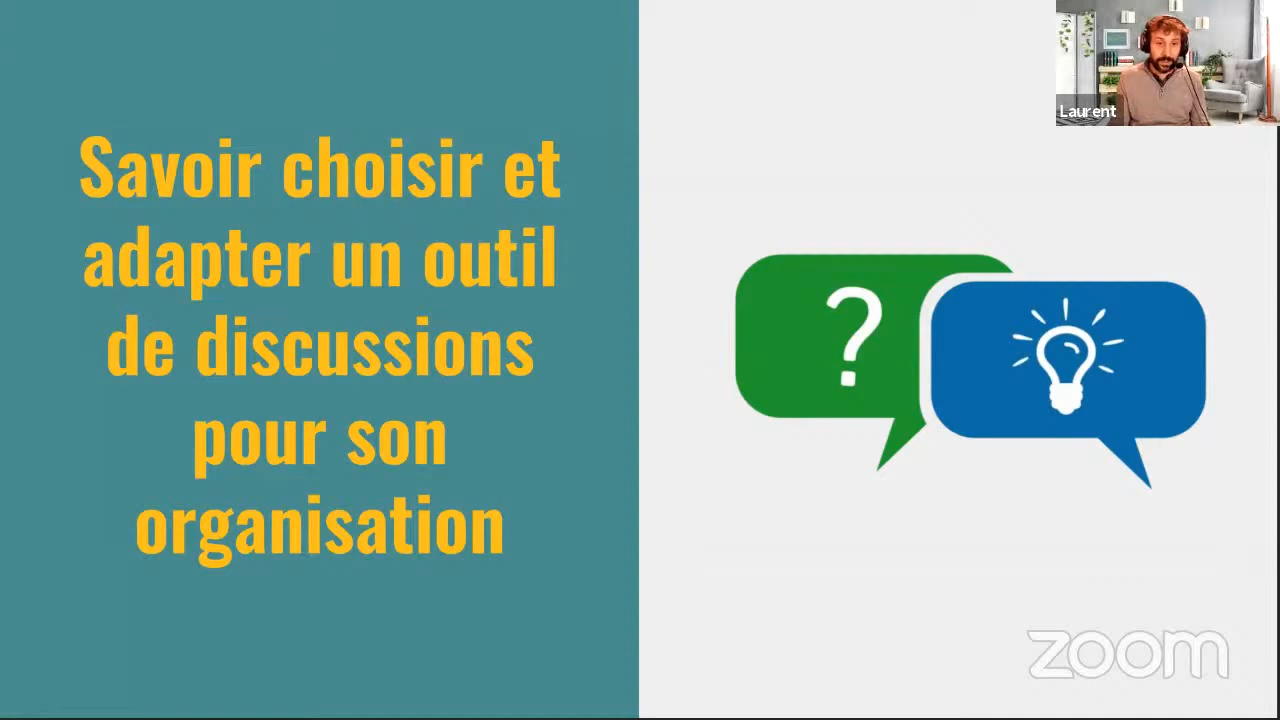 Savoir choisir et
adapter un outil
de discussions
pour son
organisation
?
Laurent
zoom